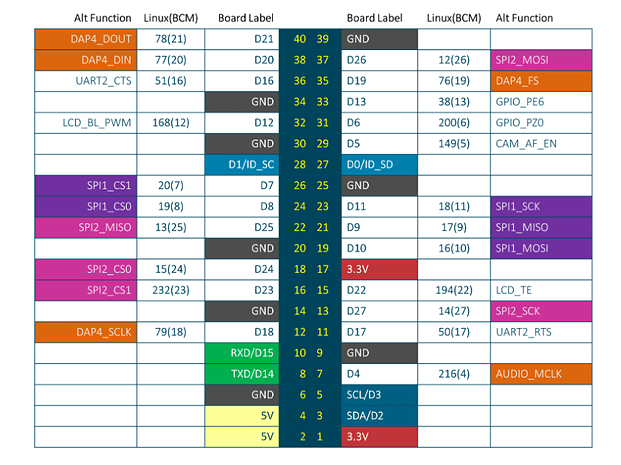 Alt Function Linux(BCM) Board Label Board Label Linux(BCM) Alt Function
DAP4_DOUT 78(21) D21 40 39 GND
DAP4_DIN 77(20) D20 38 37 D26 12(26) SPI2_MOSI
UART2_CTS 51(16) D16 36 35 D19 76(19) DAP4_FS
GND 34 33 D13 38(13) GPIO_PE6
LCD_BL_PWM 168(12) D12 32 31 D6 200(6) GPIO_PZ0
GND 30 29 D5 149(5) CAM_AF_EN
D1/ID_SC 28 27 D0/ID_SD
SPI1_CS1 20(7) D7 26 25 GND
SPI1_CS0 19(8) D8 24 23 D11 18(11) SPI1_SCK
SPI2_MISO 13(25) D25 22 21 D9 17(9) SPI1_MISO
GND 20 19 D10 16(10) SPI1_MOSI
SPI2_CS0 15(24) D24 18 17 3.3V
SPI2_CS1 232(23) D23 16 15 D22 194(22) LCD_TE
GND 14 13 D27 14(27) SPI2_SCK
DAP4_SCLK 79(18) D18 12 11 D17 50(17) UART2_RTS
RXD/D15 10 9 GND
TXD/D14 8 7 D4 216(4) AUDIO_MCLK
GND 6 5 SCL/D3
5V 4 3 SDA/D2
5V 2 1 3.3V